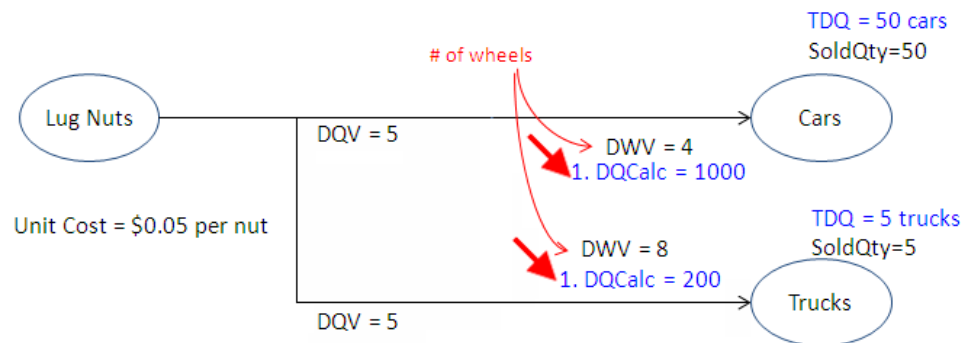 TDQ = 50 cars
SoldQty=50
# of wheels
Lug Nuts
Cars
DQV = 5
DWV = 4
1. DQCalc = 1000
Unit Cost = $0.05 per nut
TDQ = 5 trucks
SoldQty=5
DWV = 8
1. DQCalc = 200
Trucks
DQV = 5